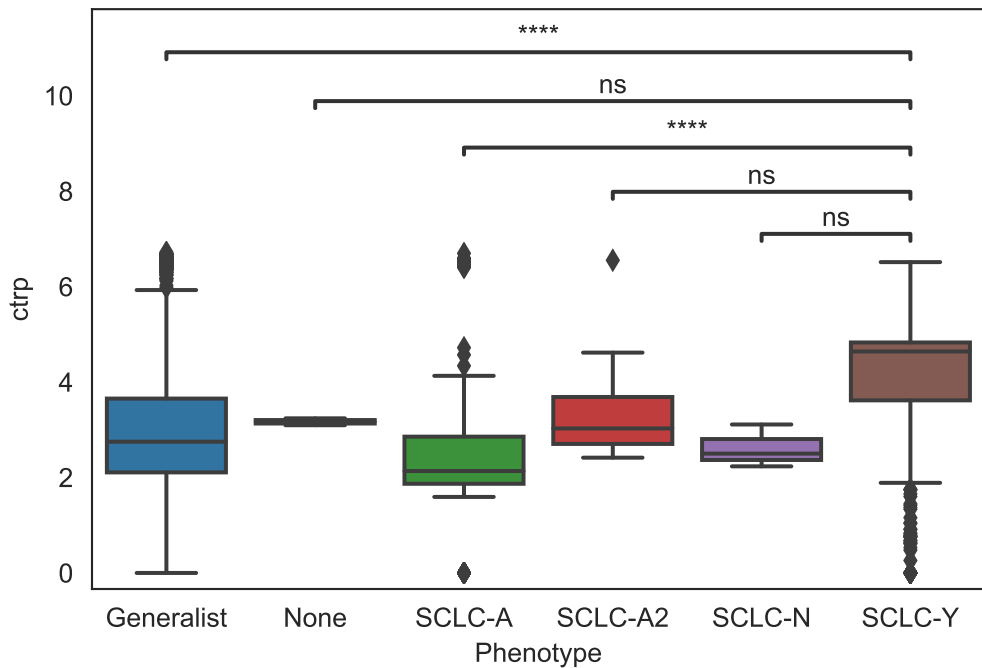 ****
ns
****
ns
ns
10
8
6
4
2
0
ctrp
Generalist None SCLC-A SCLC-A2 SCLC-N SCLC-Y
Phenotype